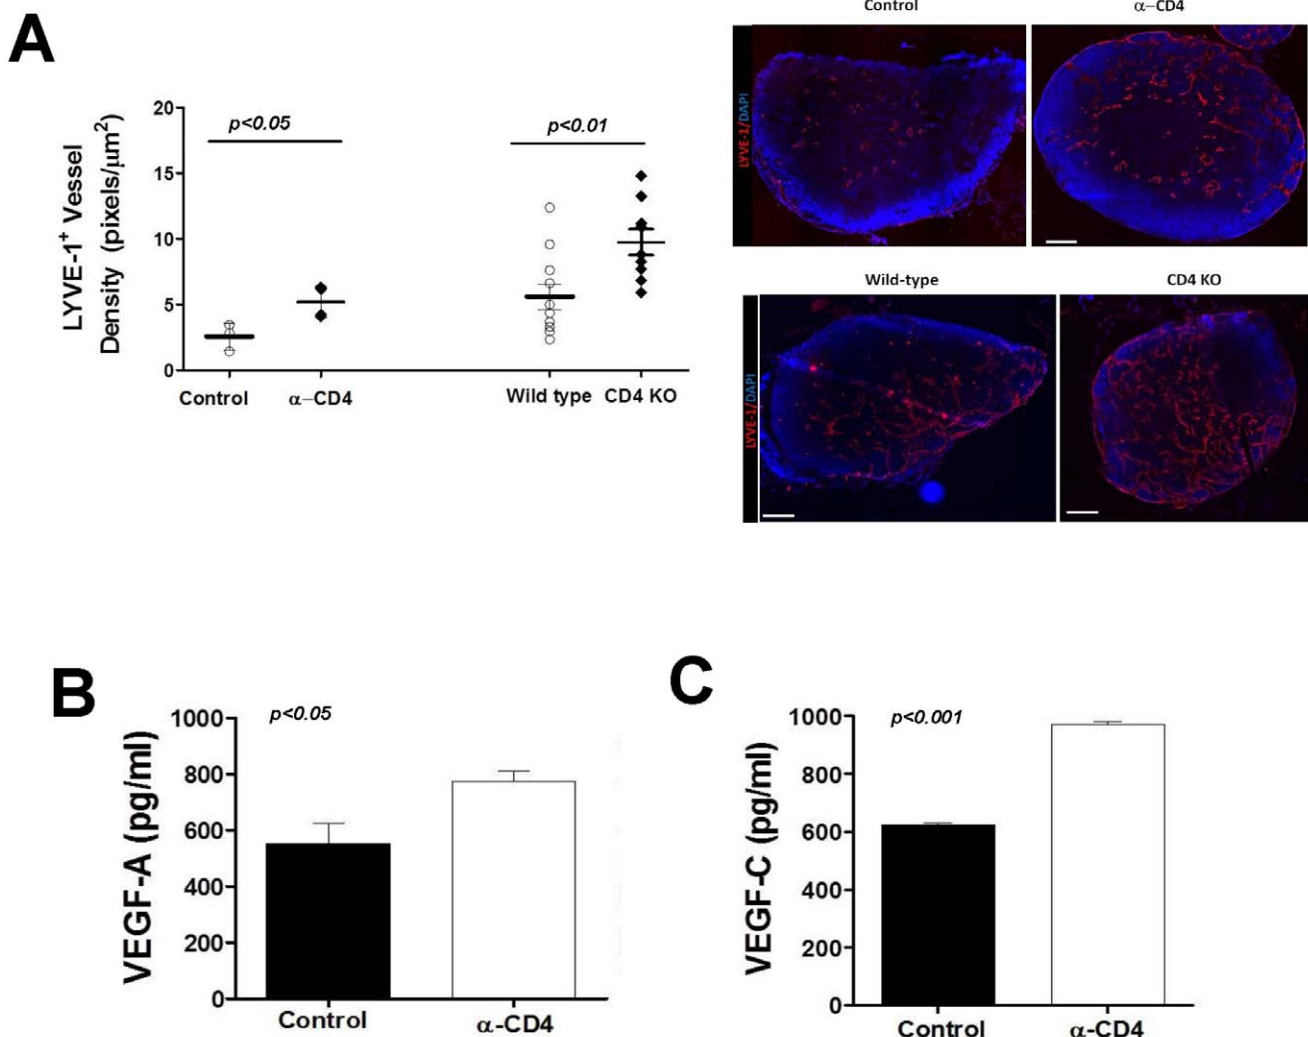 A
LYVE-1+ Vessel
Density (pixels/μm2)
20
15
10
5
0
p<0.05
p<0.01
Control
α−CD4
Wild type
CD4 KO
Control
α−CD4
LYVE-1/DAPI
Wild-type
CD4 KO
LYVE-1/DAPI
B
VEGF-A (pg/ml)
1000
800
600
400
200
0
p<0.05
Control
α-CD4
C
VEGF-C (pg/ml)
1000
800
600
400
200
0
p<0.001
Control
α-CD4